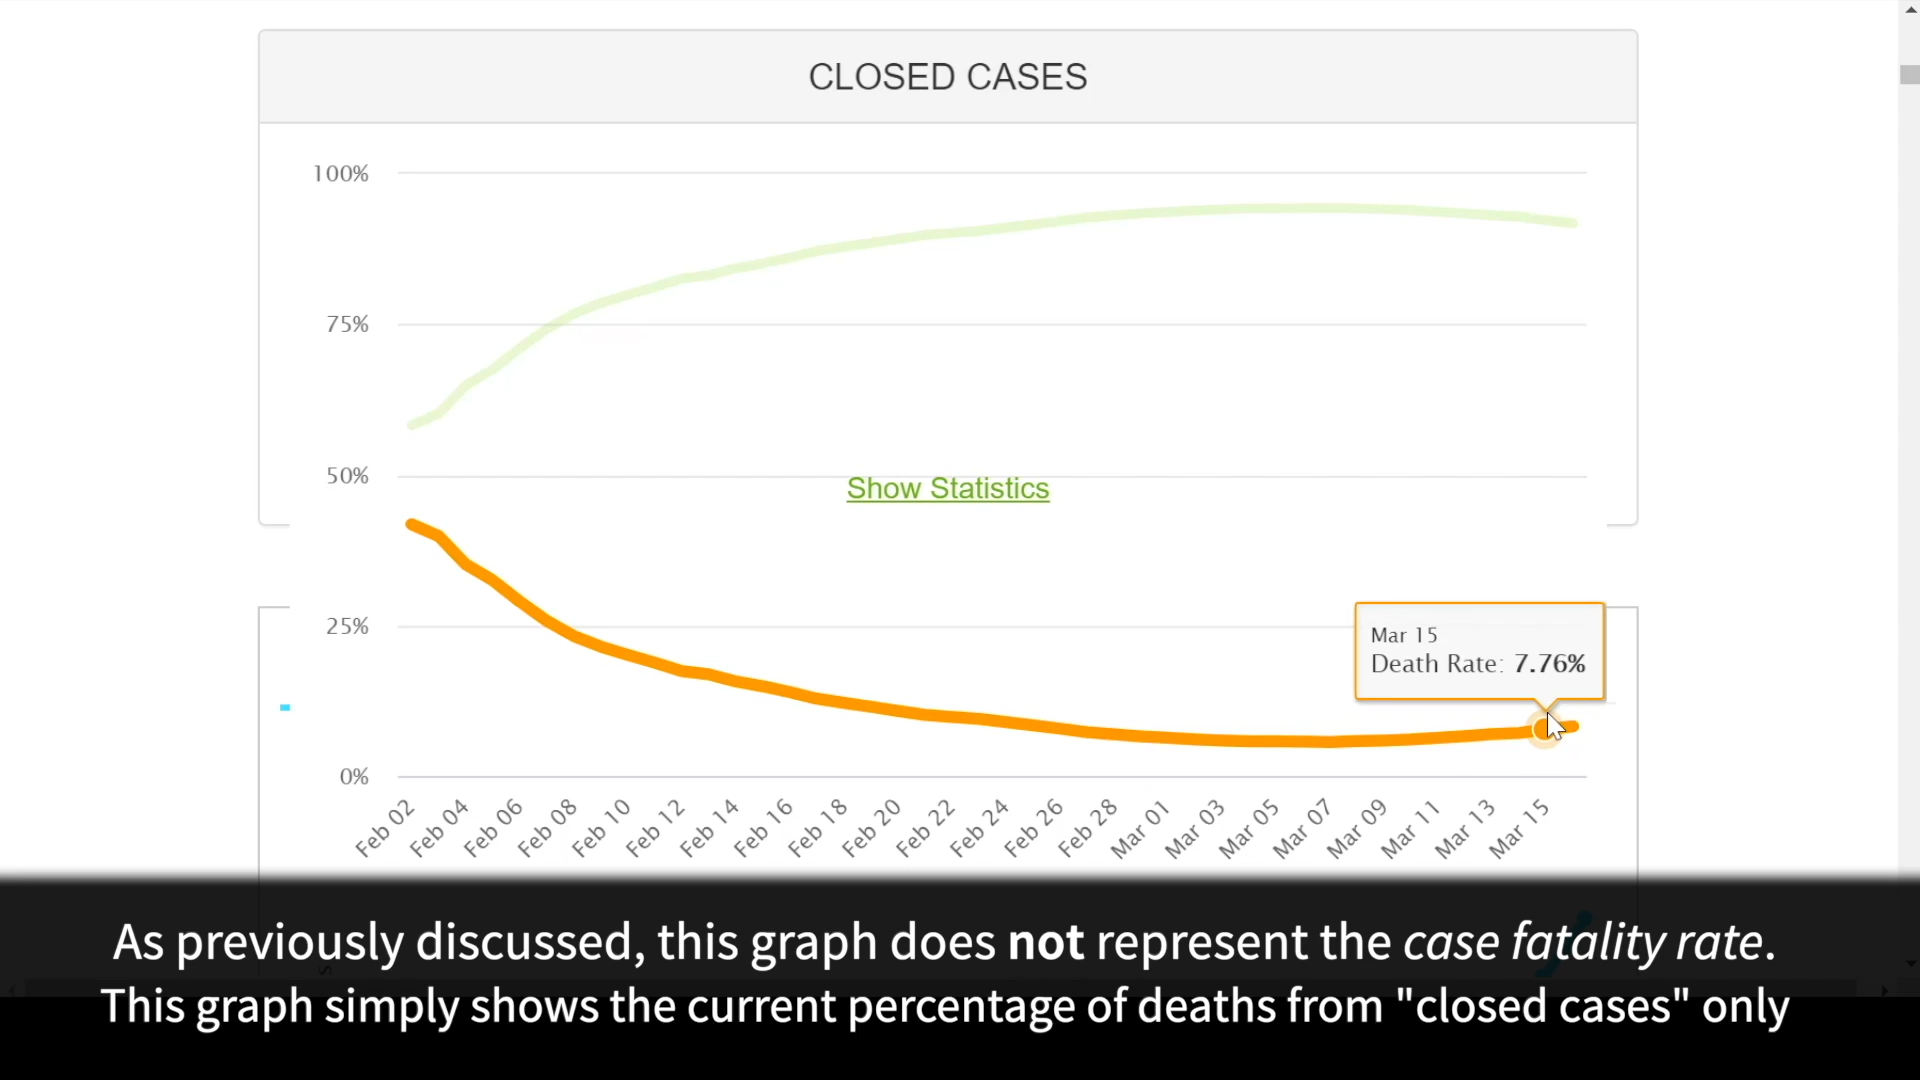 CLOSED CASES
100%
75%
50%
Show Statistics
25%
Mar 15
Death Rate: 7.76%
0%
Feb 02
Feb 04
Feb 06
Feb 08
Feb 10
Feb 12
Feb 14
Feb 16
Feb 18
Feb 20
Feb 22
Feb 24
Feb 26
Feb 28
Mar 01
Mar 03
Mar 05
Mar 07
Mar 09
Mar 11
Mar 13
Mar 15
As previously discussed, this graph does not represent the case fatality rate.
This graph simply shows the current percentage of deaths from "closed cases" only